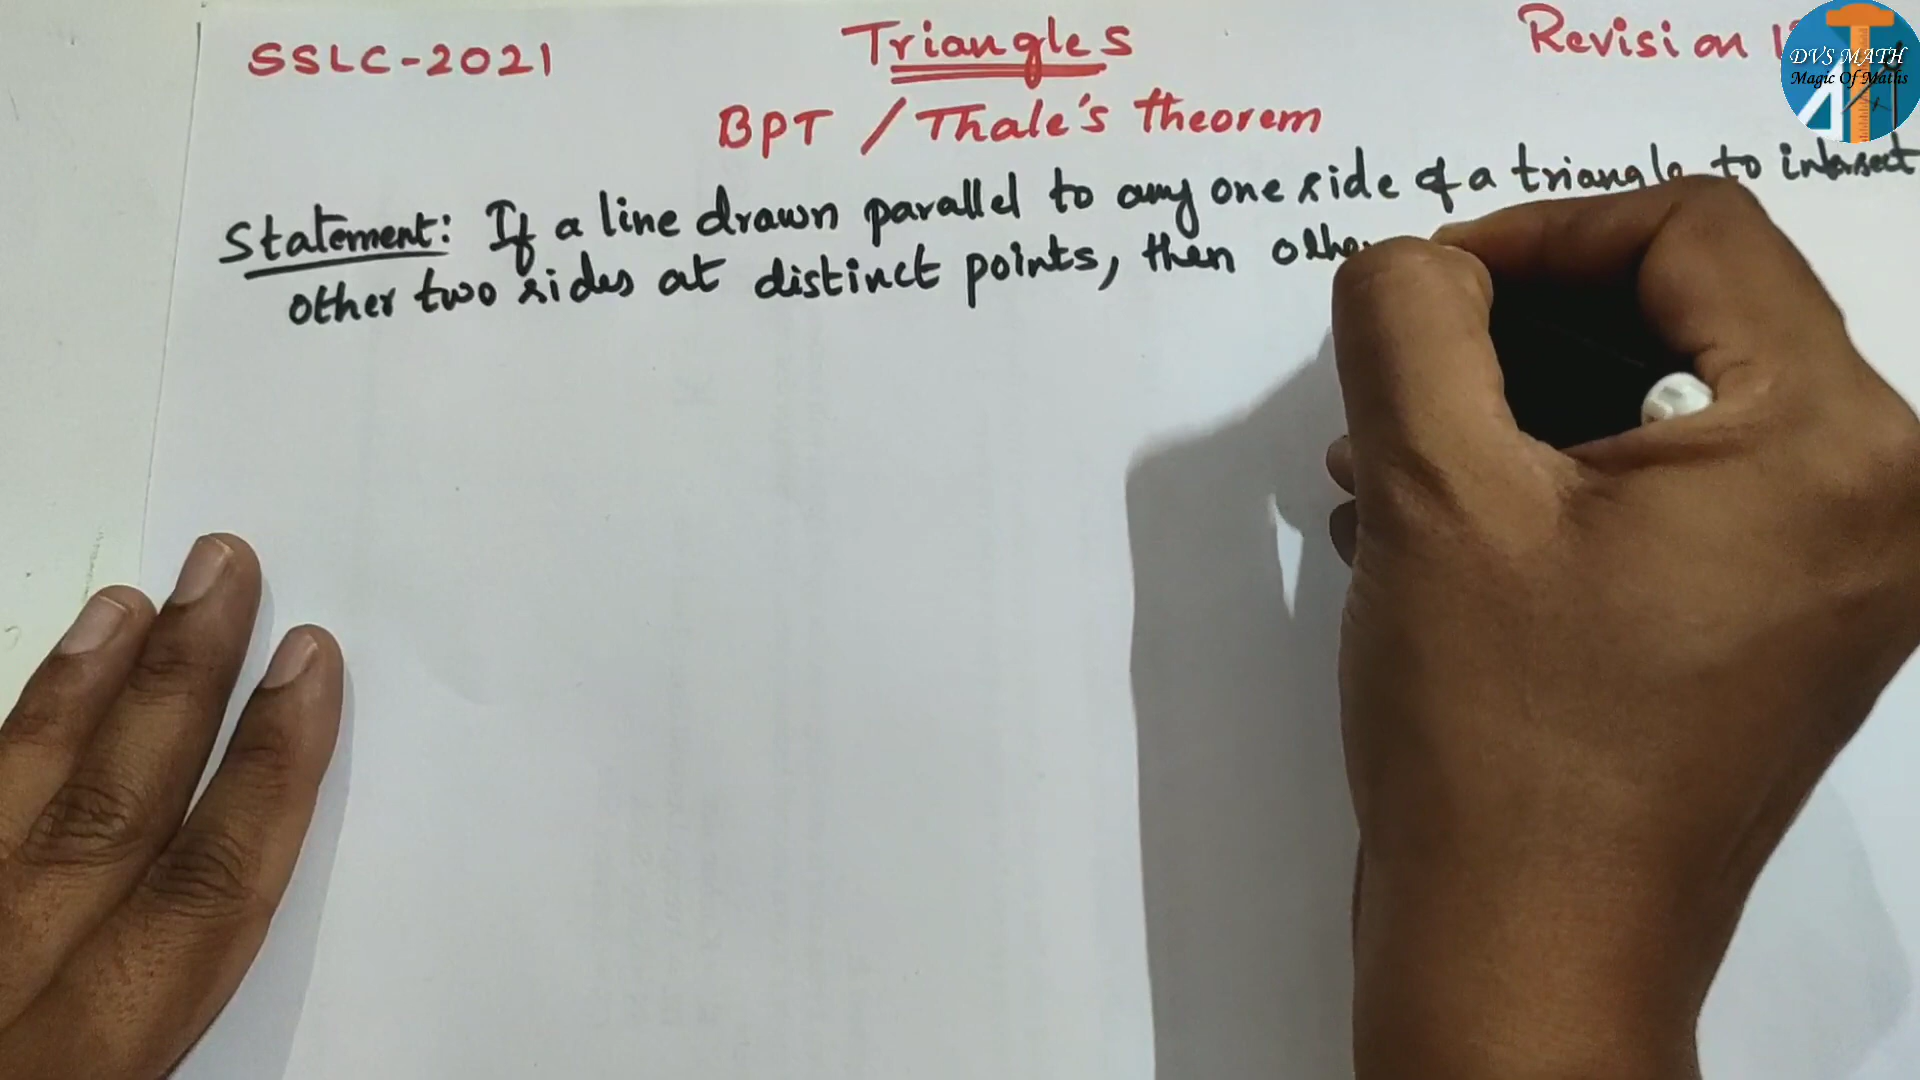 SSLC-2021
Triangles
Revision
DVS MATH
Magic Of Maths
BPT / Thale's theorem
Statement: If a line drawn parallel to any one side of a triangle to intersect
other two sides at distinct points, then other